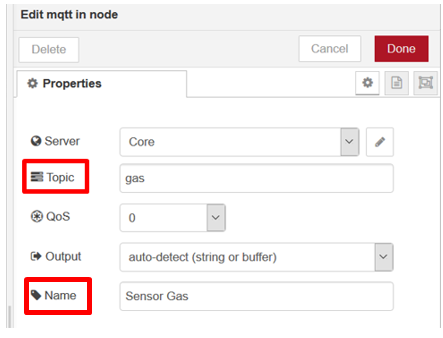 Edit mqtt in node
Delete
Cancel
Done
Properties
Server
Core
Topic
gas
QoS
0
Output
auto-detect (string or buffer)
Name
Sensor Gas